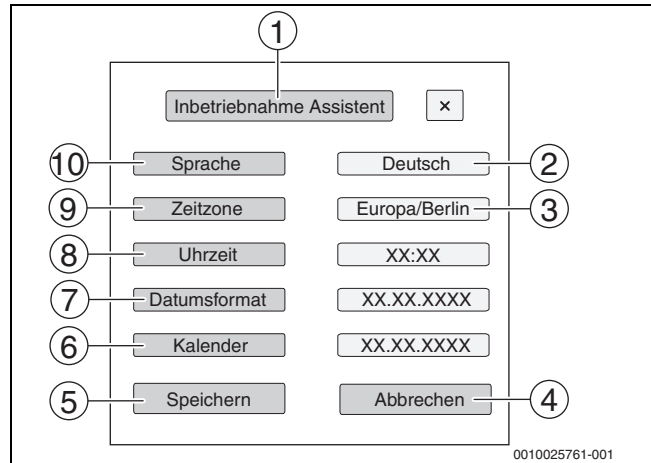 1
Inbetriebnahme Assistent ×
10 Sprache Deutsch 2
9 Zeitzone Europa/Berlin 3
8 Uhrzeit XX:XX
7 Datumsformat XX.XX.XXXX
6 Kalender XX.XX.XXXX
5 Speichern Abbrechen 4
0010025761-001